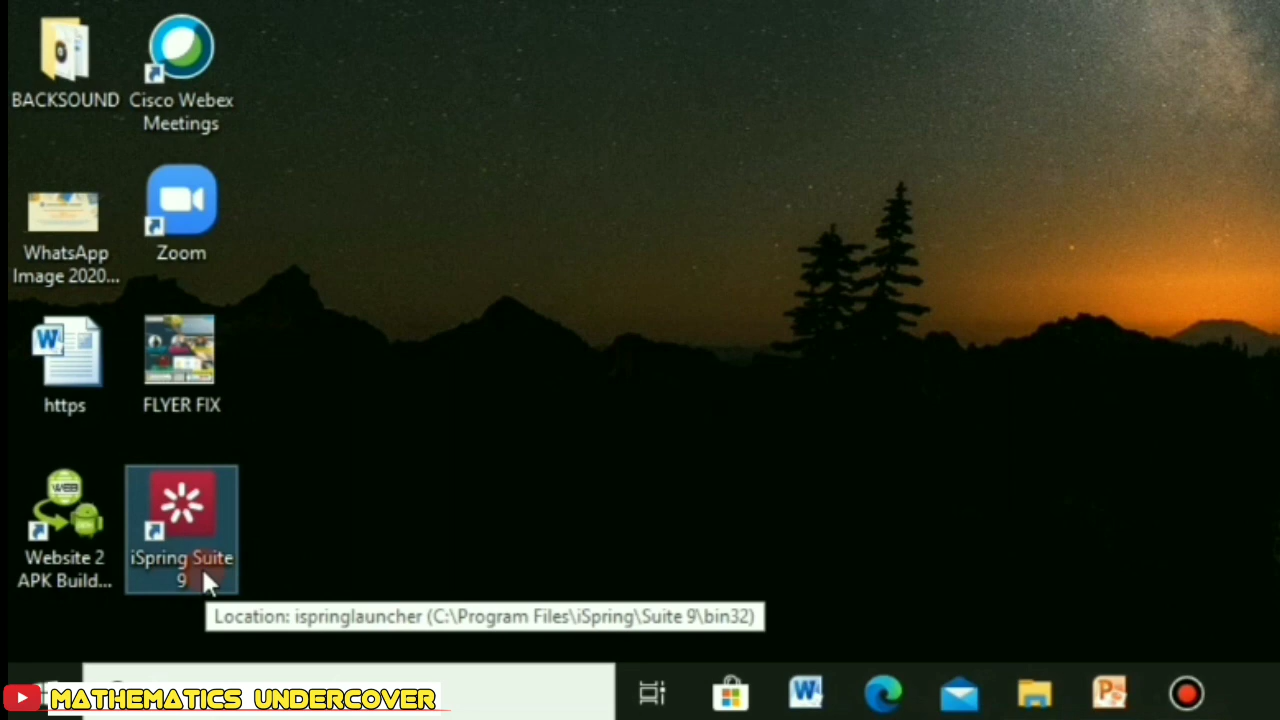 BACKSOUND
Cisco Webex
Meetings
WhatsApp
Image 2020...
Zoom
https
FLYER FIX
Website 2
APK Build...
iSpring Suite
9
Location: ispringlauncher (C:\Program Files\iSpring\Suite 9\bin32)
MATHEMATICS UNDERCOVER